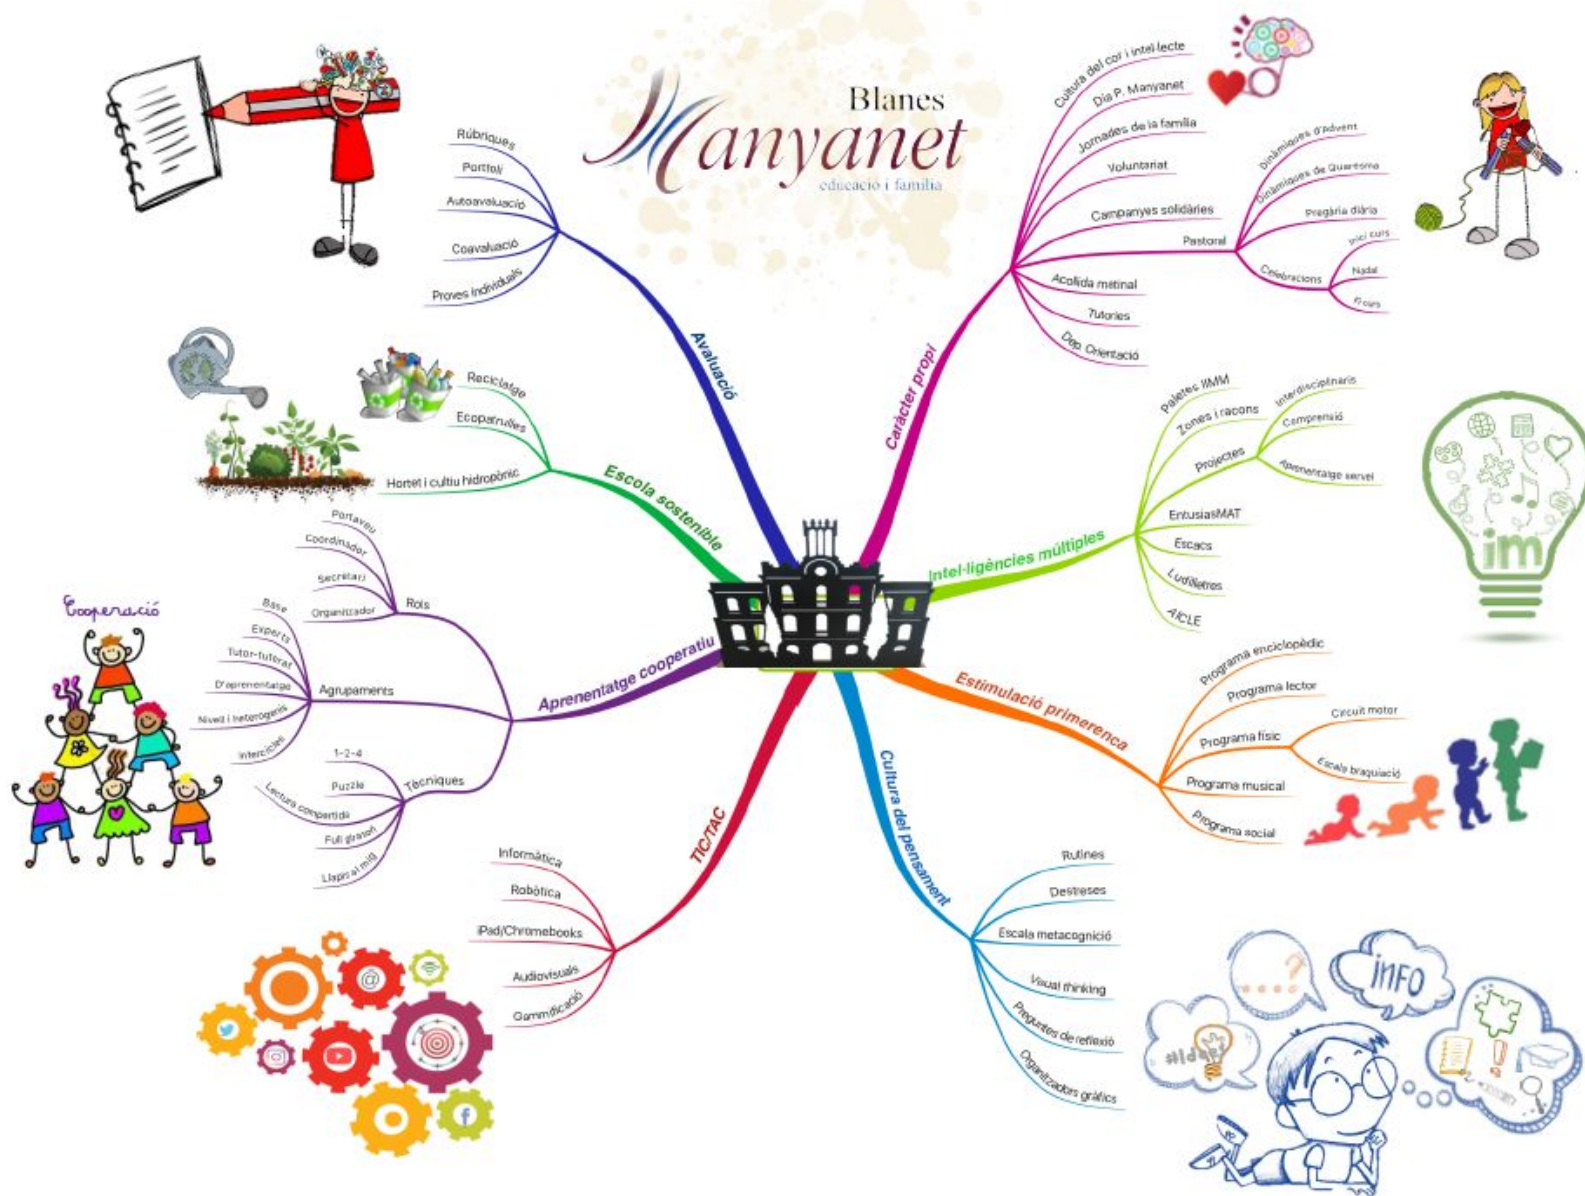 Blanes
Manyanet
educació i família
Avaluació
Rúbriques
Portfoli
Autoavaluació
Coavaluació
Proves individuals
Escola sostenible
Reciclatge
Ecopatrulles
Hortet i cultiu hidropònic
Aprenentatge cooperatiu
Rols
Portaveu
Coordinador
Secretari
Organitzador
Agrupaments
Base
Experts
Tutor-tutorat
D'aprenentatge
Nivell i heterogenis
Intercicles
Tècniques
1-2-4
Puzzle
Lectura compartida
Full giratori
Llapis al mig
Cooperació
TIC/TAC
Informàtica
Robòtica
iPad/Chromebooks
Audiovisuals
Gammificació
Caràcter propi
Cultura del cor i intel·lecte
Dia P. Manyanet
Jornades de la família
Voluntariat
Campanyes solidàries
Pastoral
Dinàmiques d'Advent
Dinàmiques de Quaresma
Pregària diària
Celebracions
Inici curs
Nadal
Fi curs
Acollida matinal
Tutories
Dep. Orientació
Intel·ligències múltiples
Paletes IIMM
Zones i racons
Projectes
Interdisciplinaris
Comprensió
Aprenentatge servei
EntusiasMAT
Escacs
Ludilletres
AICLE
im
Estimulació primerenca
Programa enciclopèdic
Programa lector
Programa físic
Circuit motor
Escala braquiació
Programa musical
Programa social
Cultura del pensament
Rutines
Destreses
Escala metacognició
Visual thinking
Preguntes de reflexió
Organitzadors gràfics
INFO
#Ideas